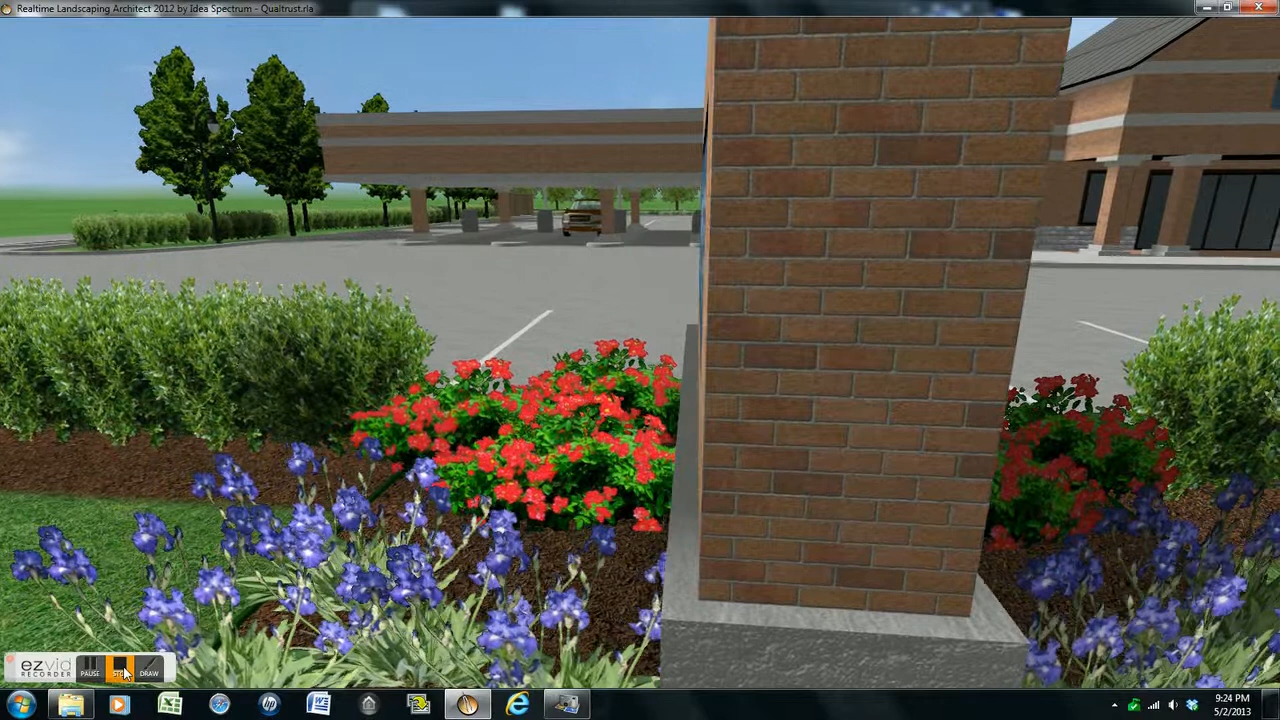 Realtime Landscaping Architect 2012 by Idea Spectrum - Qualtrust.rla
ezvid
RECORDER
PAUSE
DRAW
9:24 PM
5/2/2013